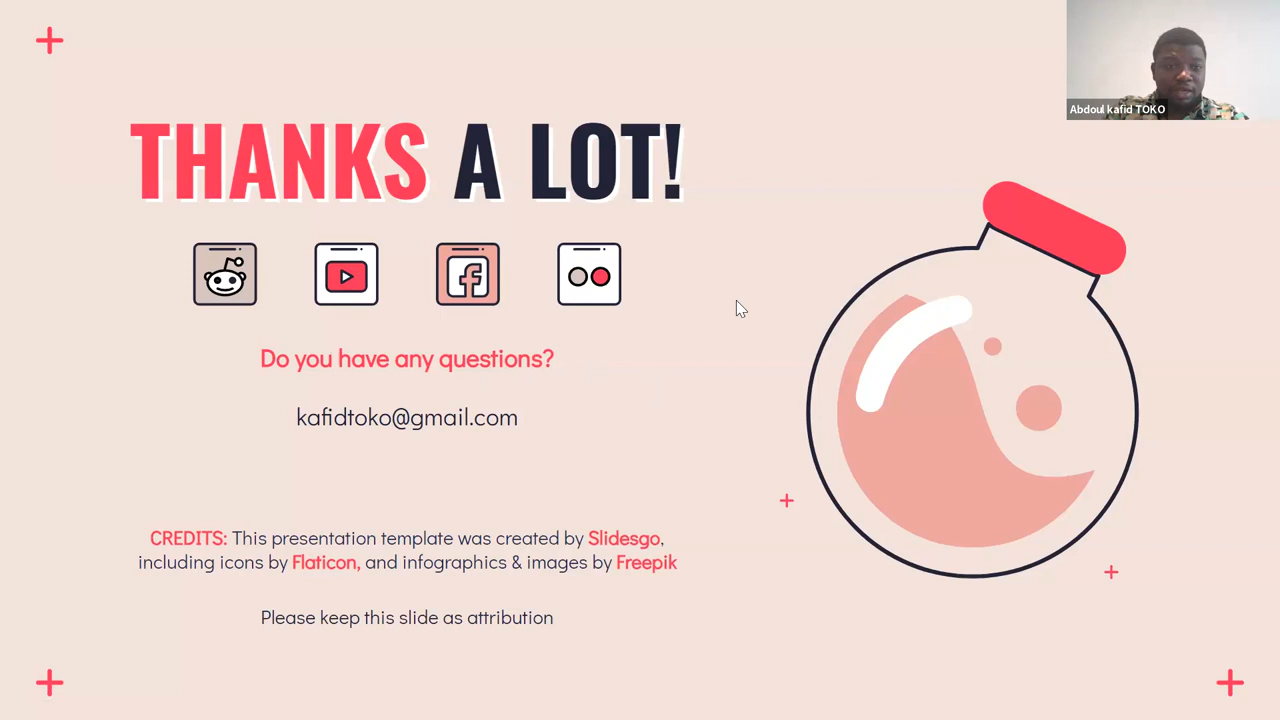 Abdoul kafid TOKO
THANKS A LOT!
Do you have any questions?
kafidtoko@gmail.com
CREDITS: This presentation template was created by Slidesgo,
including icons by Flaticon, and infographics & images by Freepik
Please keep this slide as attribution